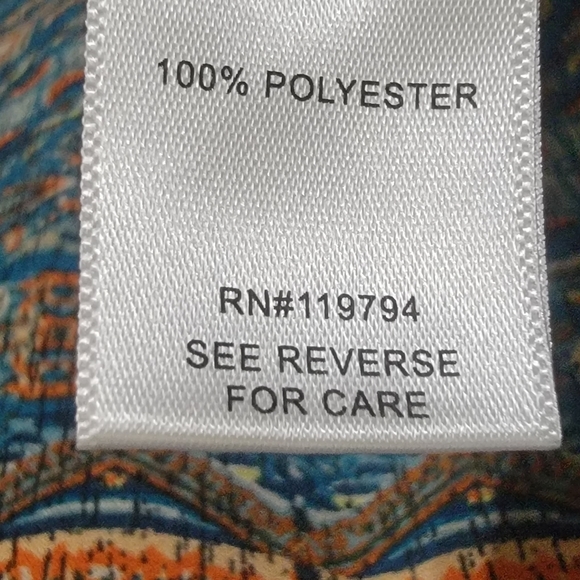 100% POLYESTER
RN#119794
SEE REVERSE
FOR CARE